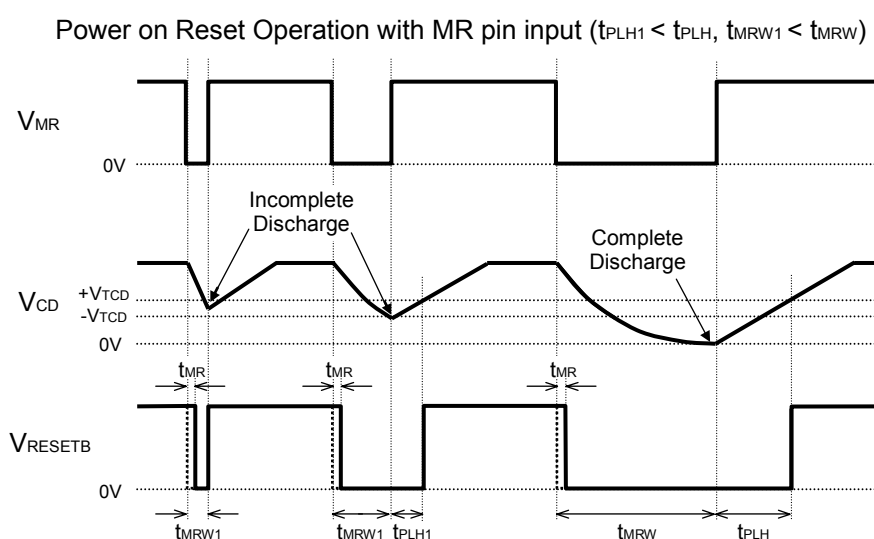 Power on Reset Operation with MR pin input (tPLH1 < tPLH, tMRW1 < tMRW)
VMR
0V
Incomplete
Discharge
Complete
Discharge
VCD
+VTCD
-VTCD
0V
tMR tMR tMR
VRESETB
0V
tMRW1 tMRW1 tPLH1 tMRW tPLH